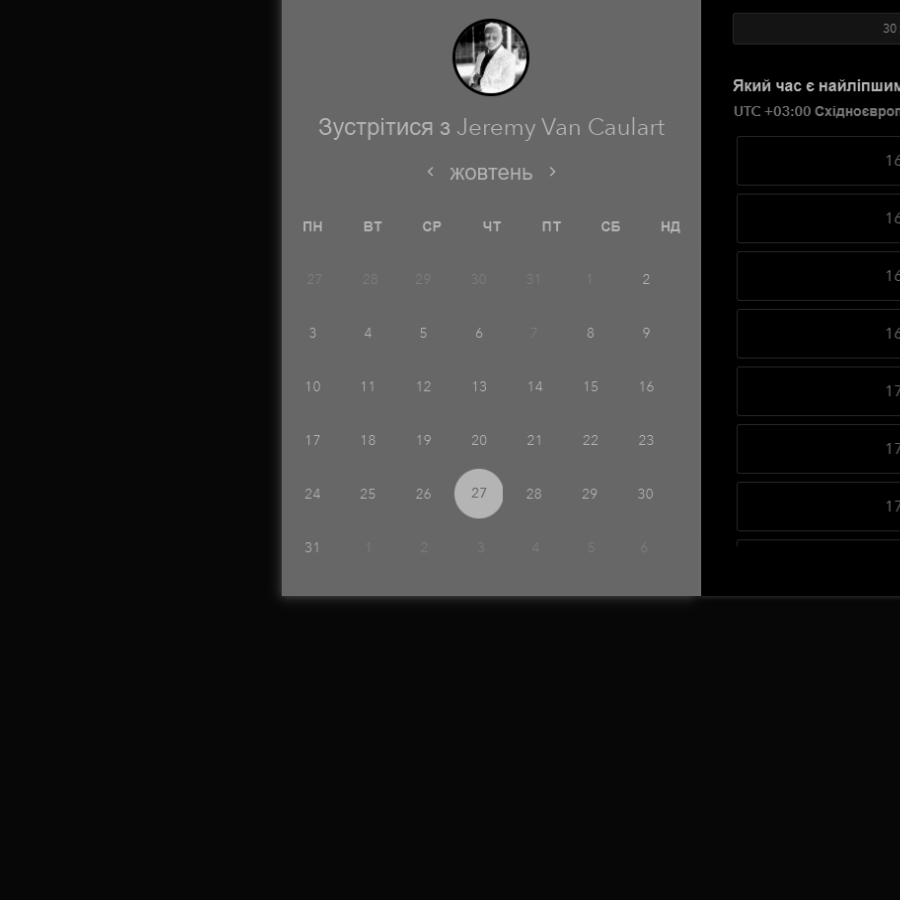 Зустрітися з Jeremy Van Caulart
жовтень
ПН ВТ СР ЧТ ПТ СБ НД
27 28 29 30 31 1 2
3 4 5 6 7 8 9
10 11 12 13 14 15 16
17 18 19 20 21 22 23
24 25 26 27 28 29 30
31 1 2 3 4 5 6
30
Який час є найліпшим
UTC +03:00
16
16
16
16
17
17
17